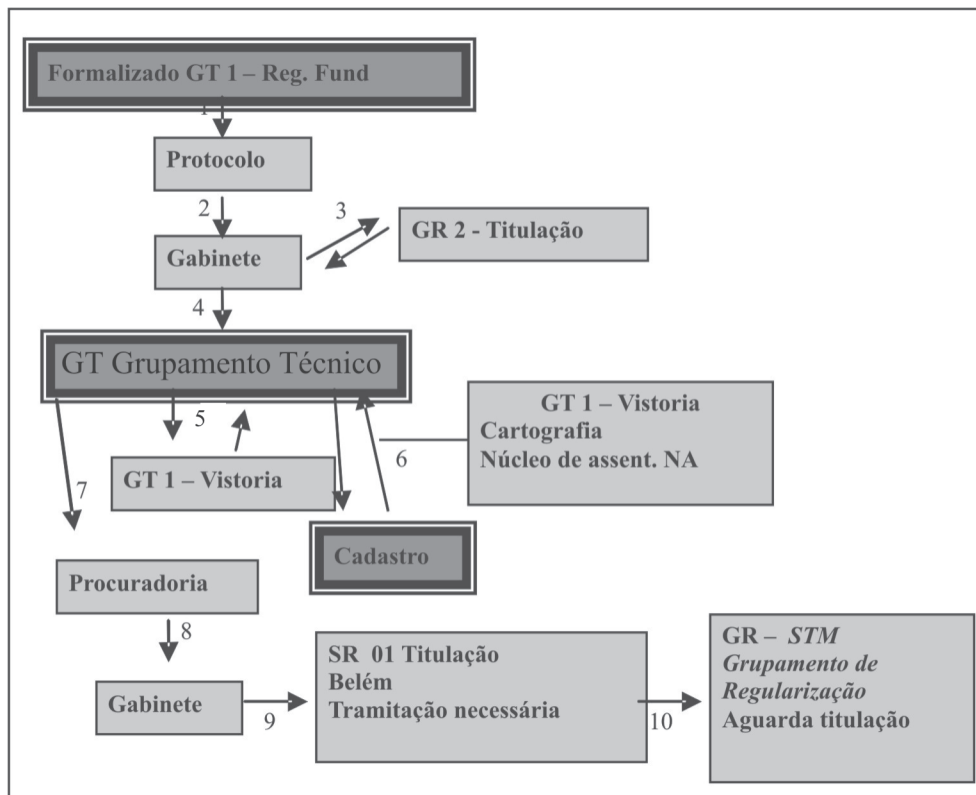 Formalizado GT 1 – Reg. Fund
1
Protocolo
2
3
GR 2 - Titulação
Gabinete
4
GT Grupamento Técnico
5
GT 1 – Vistoria
Cartografia
Núcleo de assent. NA
6
GT 1 – Vistoria
7
Cadastro
Procuradoria
8
Gabinete
9
SR 01 Titulação
Belém
Tramitação necessária
10
GR – STM
Grupamento de
Regularização
Aguarda titulação